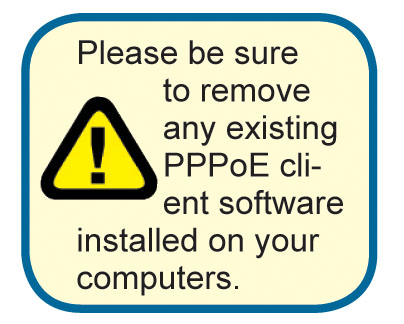 Please be sure
to remove
any existing
PPPoE cli-
ent software
installed on your
computers.